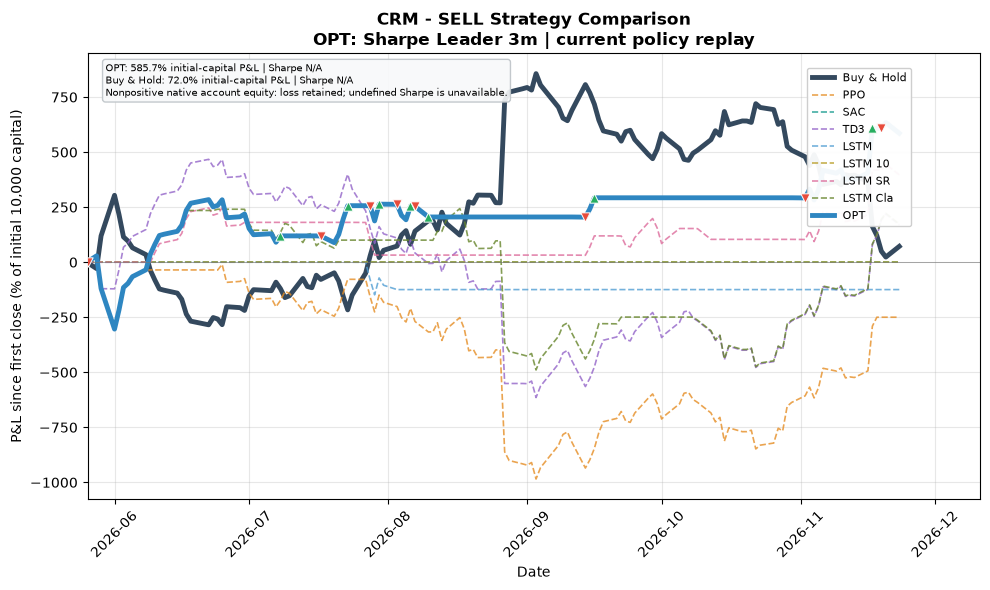 CRM - SELL Strategy Comparison
OPT: Sharpe Leader 3m | current policy replay
OPT: 585.7% initial-capital P&L | Sharpe N/A
Buy & Hold: 72.0% initial-capital P&L | Sharpe N/A
Nonpositive native account equity: loss retained; undefined Sharpe is unavailable.
Buy & Hold
PPO
SAC
TD3
LSTM
LSTM 10
LSTM SR
LSTM Cla
OPT
P&L since first close (% of initial 10,000 capital)
750
500
250
0
−250
−500
−750
−1000
2026-06
2026-07
2026-08
2026-09
2026-10
2026-11
2026-12
Date